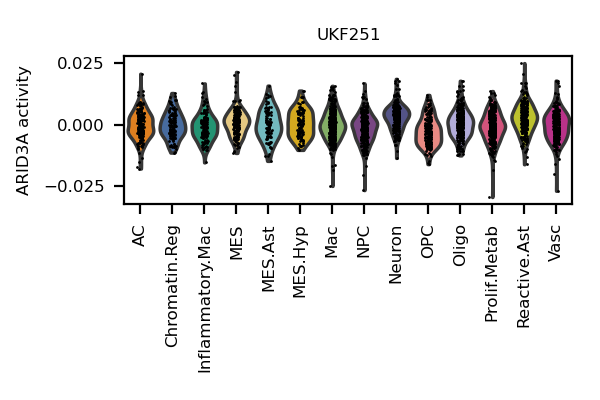 UKF251
ARID3A activity
0.025
0.000
−0.025
AC
Chromatin.Reg
Inflammatory.Mac
MES
MES.Ast
MES.Hyp
Mac
NPC
Neuron
OPC
Oligo
Prolif.Metab
Reactive.Ast
Vasc